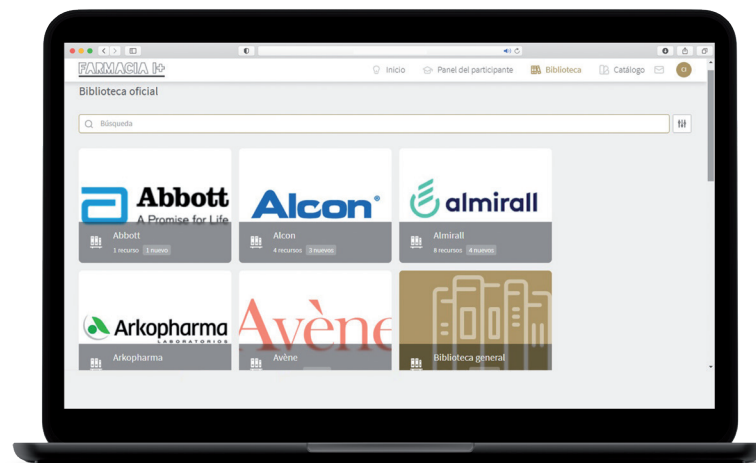 FARMACIA I+
Inicio
Panel del participante
Biblioteca
Catálogo
O
Biblioteca oficial
Búsqueda
Abbott
A Promise for Life
Abbott
1 recurso 1 nuevo
Alcon®
Alcon
4 recursos 3 nuevos
almirall
Almirall
8 recursos 4 nuevos
Arkopharma
LABORATORIOS
Arkopharma
Avène
Avène
Biblioteca general